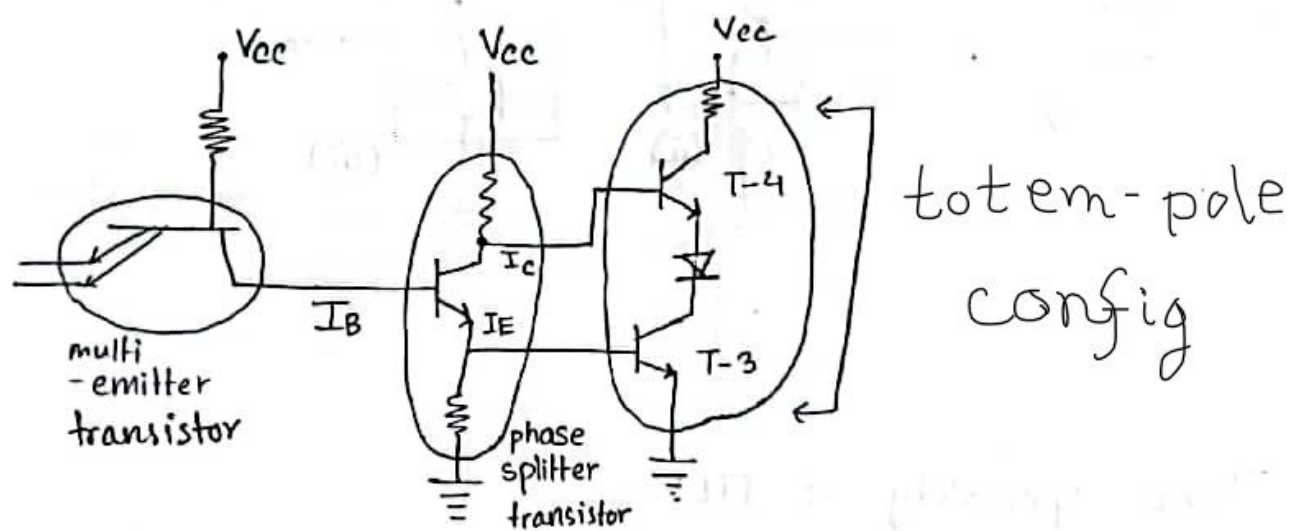 Vcc
Vcc
Vcc
T-4
totem-pole
config
Ic
IB
IE
T-3
multi
-emitter
transistor
phase
splitter
transistor